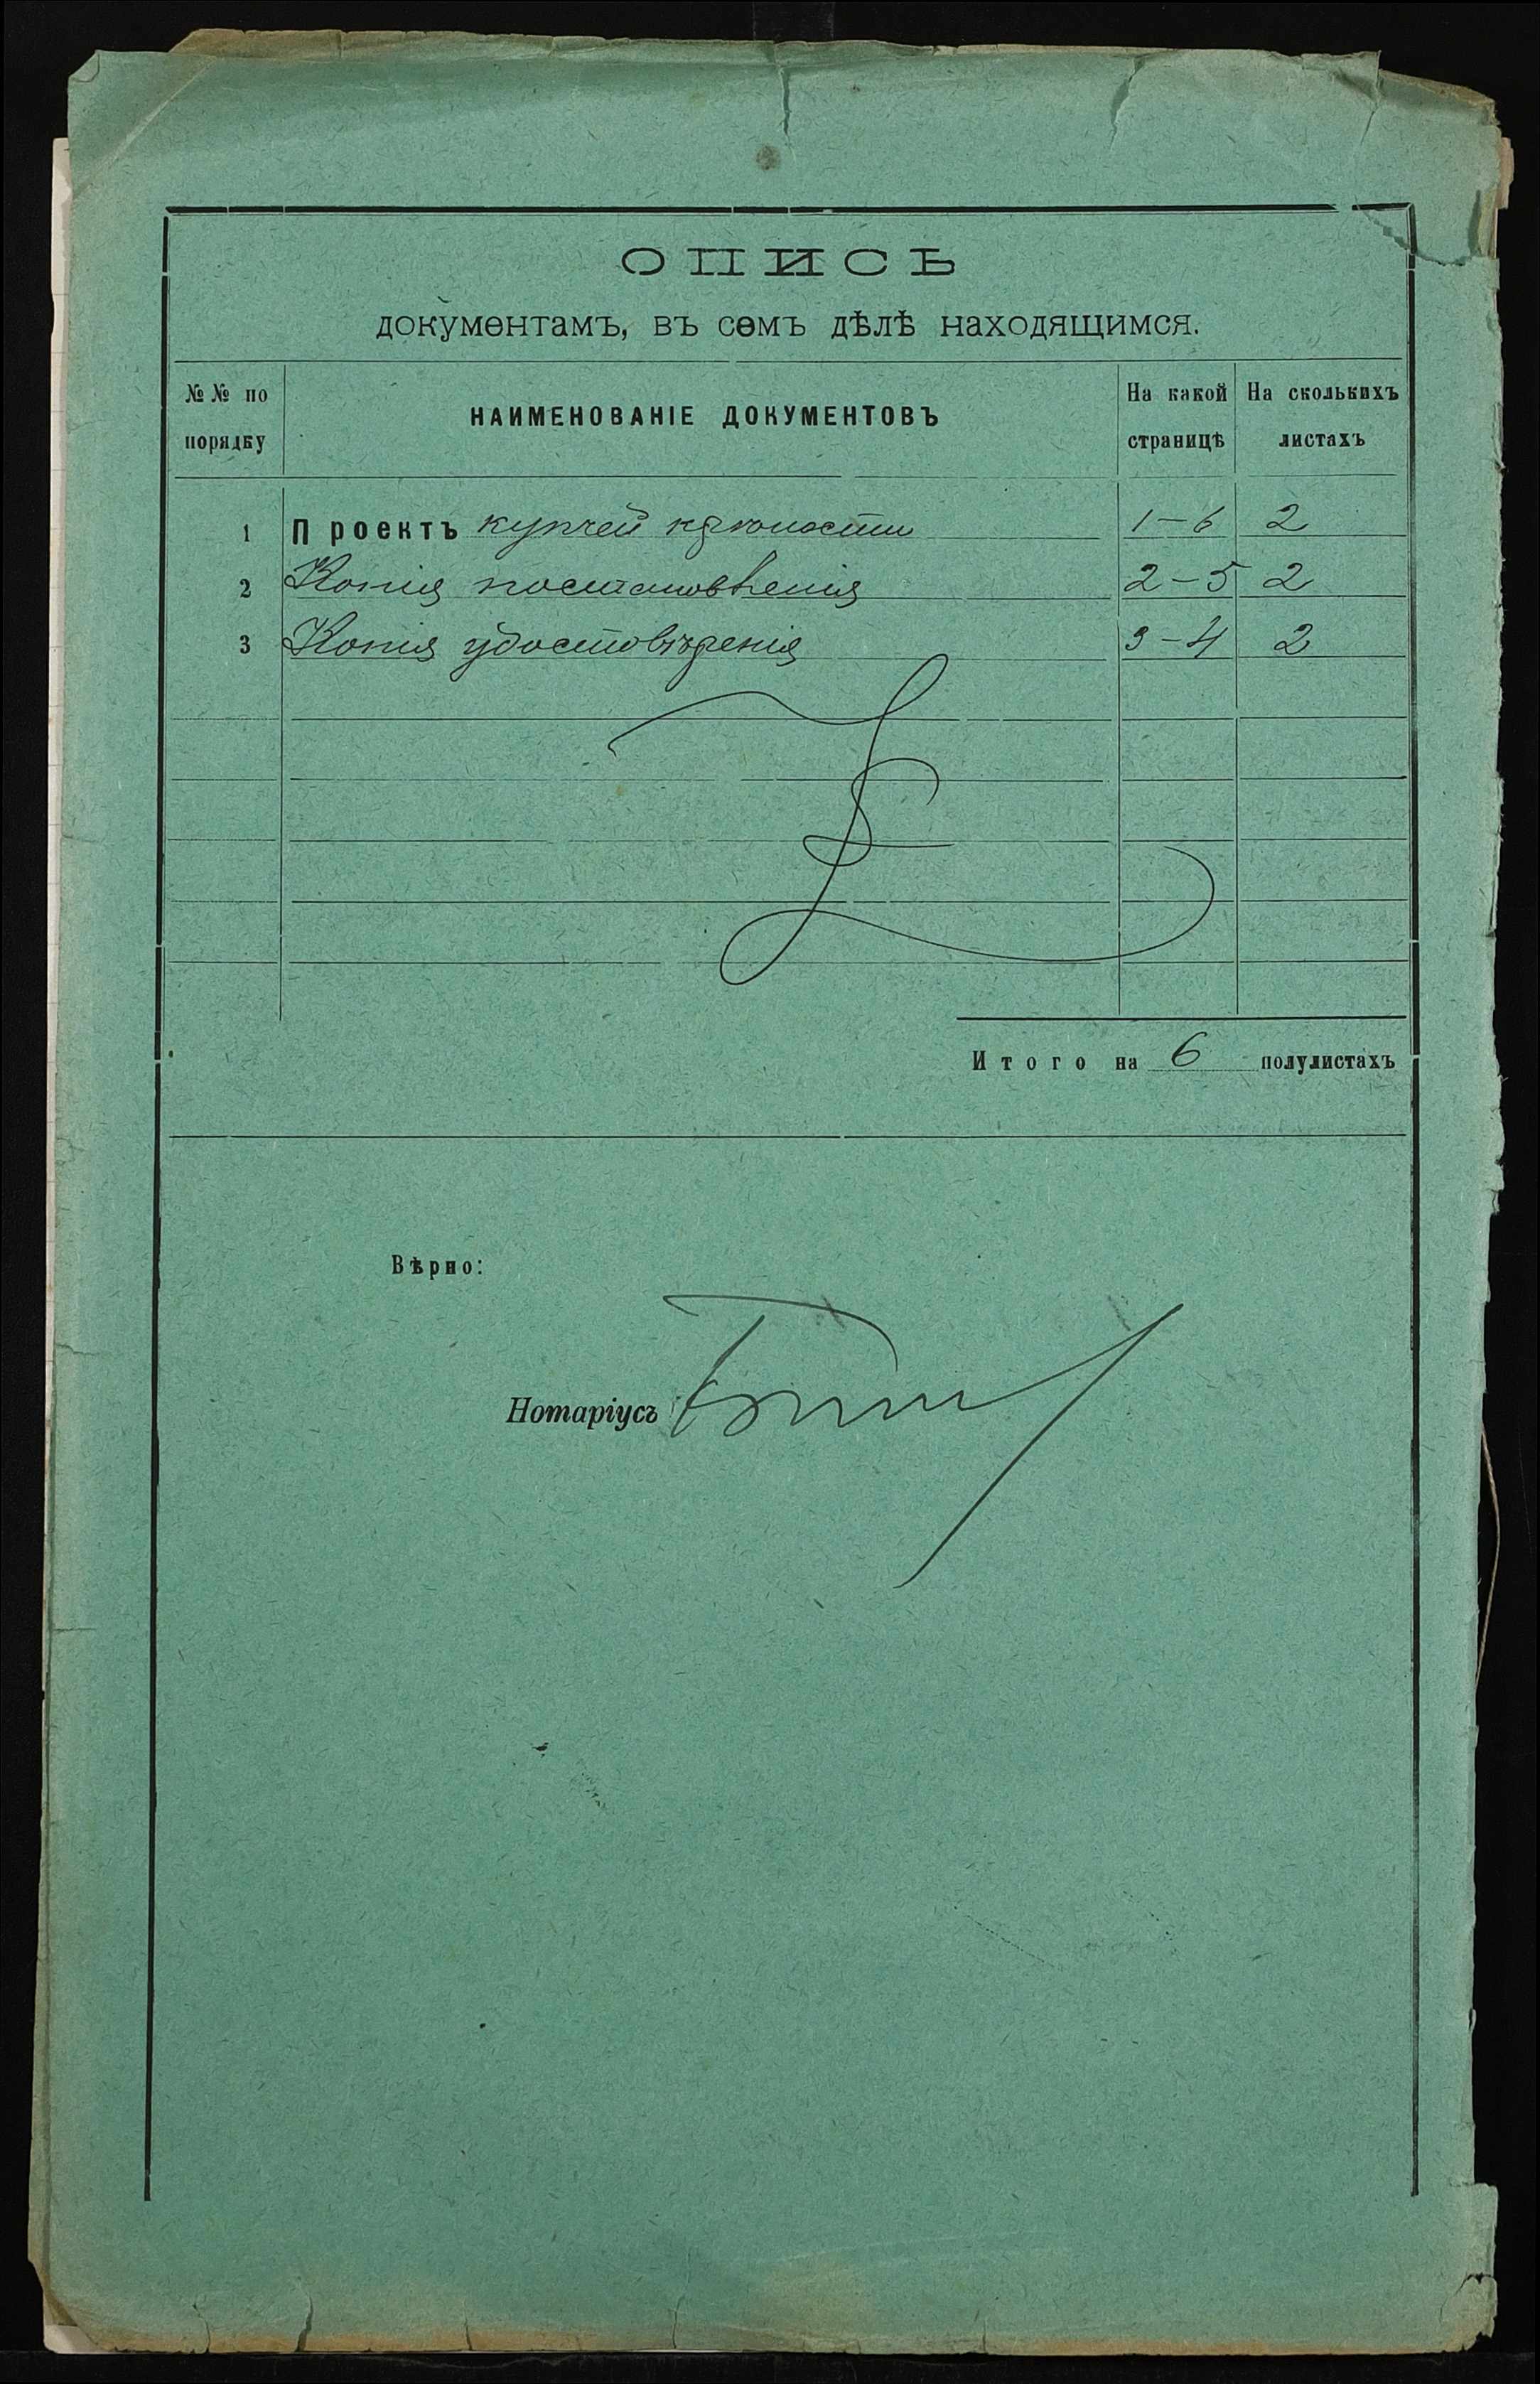 ОПИСЬ
документамъ, въ семъ дѣлѣ находящимся.
№№ по порядку
НАИМЕНОВАНІЕ ДОКУМЕНТОВЪ
На какой страницѣ
На сколькихъ листахъ
1 Проектъ купчей крѣпости 1-6 2
2 Копія постановленія 2-5 2
3 Копія удостовѣренія 3-4 2
Итого на 6 полулистахъ
Вѣрно:
Нотаріусъ